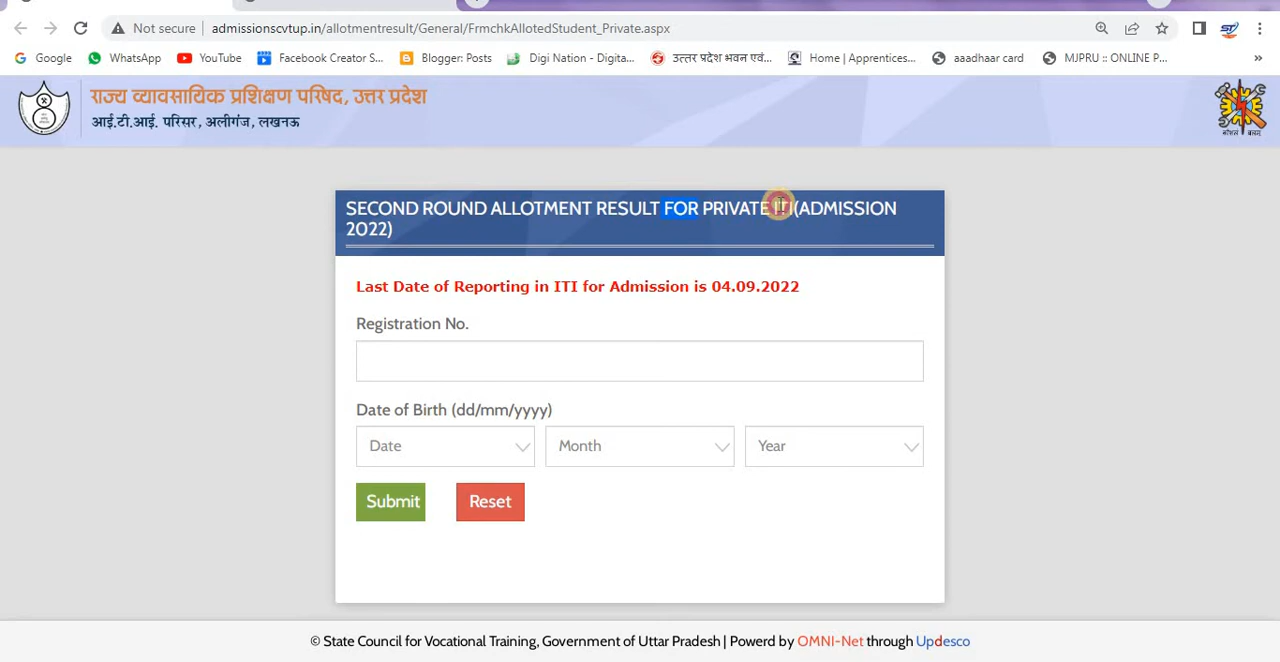 Not secure | admissionscvtup.in/allotmentresult/General/FrmchkAllotedStudent_Private.aspx
Google WhatsApp YouTube Facebook Creator S... Blogger: Posts Digi Nation - Digita... उत्तर प्रदेश भवन एवं... Home | Apprentices... aaadhaar card MJPRU :: ONLINE P... »
राज्य व्यावसायिक प्रशिक्षण परिषद, उत्तर प्रदेश
आई.टी.आई. परिसर, अलीगंज, लखनऊ
SECOND ROUND ALLOTMENT RESULT FOR PRIVATE ITI(ADMISSION
2022)
Last Date of Reporting in ITI for Admission is 04.09.2022
Registration No.
Date of Birth (dd/mm/yyyy)
Date Month Year
Submit Reset
© State Council for Vocational Training, Government of Uttar Pradesh | Powerd by OMNI-Net through Updesco